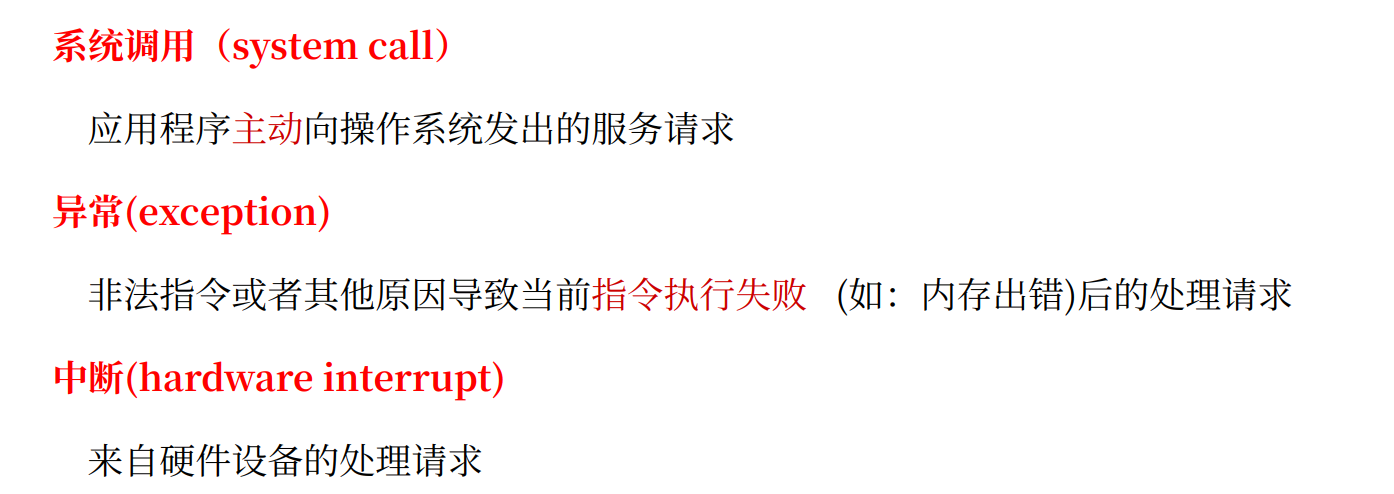 系统调用（system call）
应用程序主动向操作系统发出的服务请求
异常(exception)
非法指令或者其他原因导致当前指令执行失败 (如：内存出错)后的处理请求
中断(hardware interrupt)
来自硬件设备的处理请求